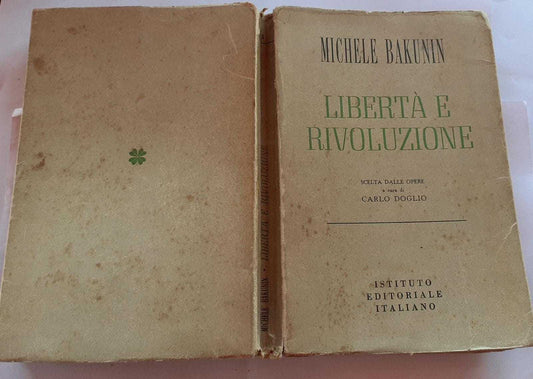 MICHELE BAKUNIN
LIBERTÀ E
RIVOLUZIONE
SCELTA DALLE OPERE
a cura di
CARLO DOGLIO
ISTITUTO
EDITORIALE
ITALIANO
MICHELE BAKUNIN • LIBERTÀ E RIVOLUZIONE